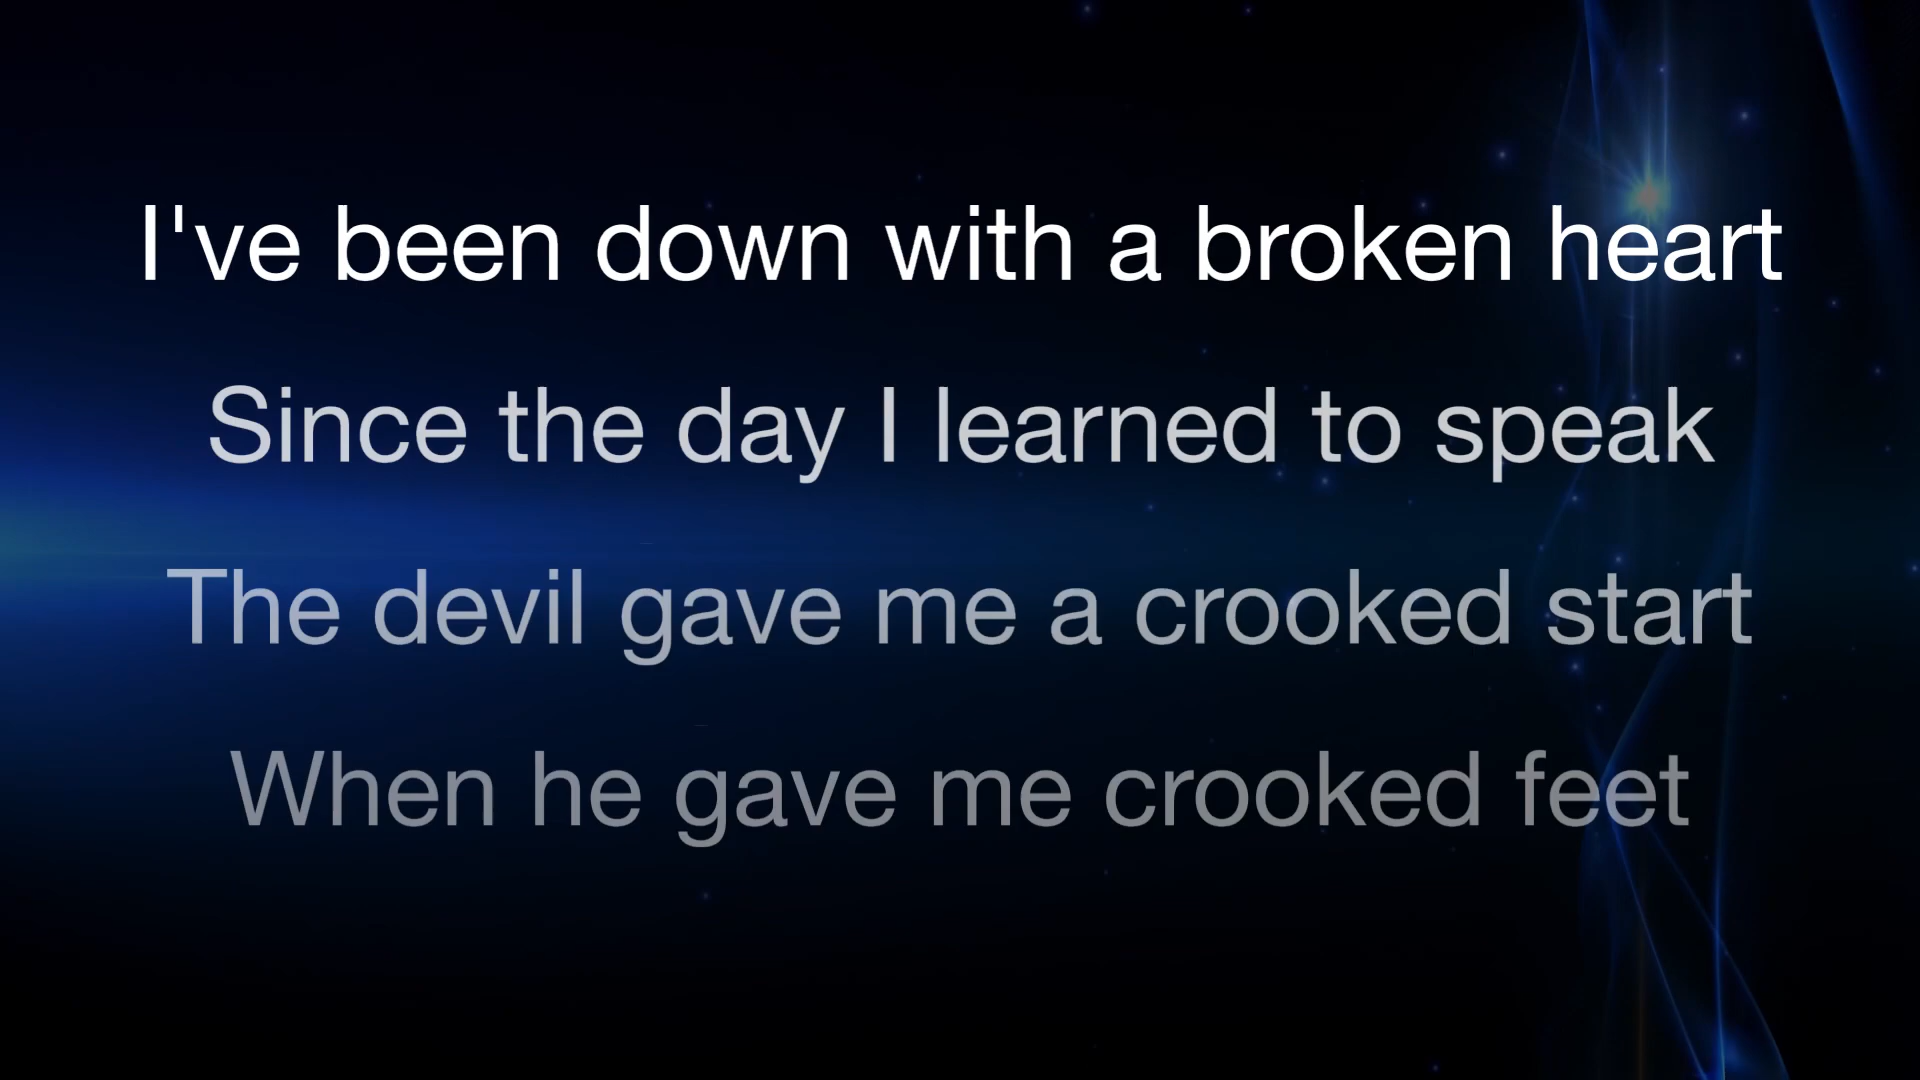 I've been down with a broken heart
Since the day I learned to speak
The devil gave me a crooked start
When he gave me crooked feet